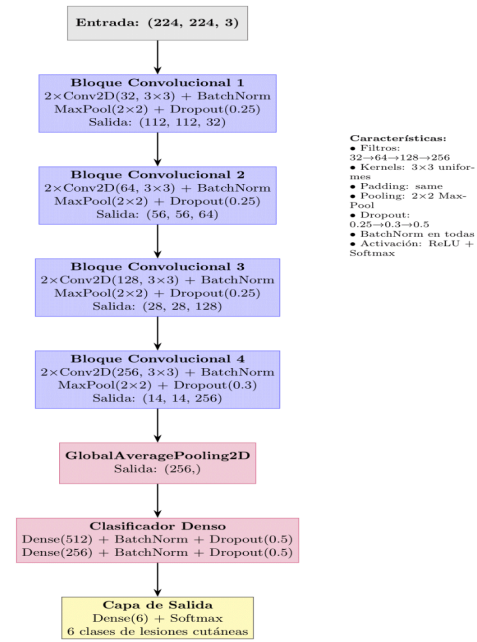 Entrada: (224, 224, 3)
Bloque Convolucional 1
2×Conv2D(32, 3×3) + BatchNorm
MaxPool(2×2) + Dropout(0.25)
Salida: (112, 112, 32)
Bloque Convolucional 2
2×Conv2D(64, 3×3) + BatchNorm
MaxPool(2×2) + Dropout(0.25)
Salida: (56, 56, 64)
Bloque Convolucional 3
2×Conv2D(128, 3×3) + BatchNorm
MaxPool(2×2) + Dropout(0.25)
Salida: (28, 28, 128)
Bloque Convolucional 4
2×Conv2D(256, 3×3) + BatchNorm
MaxPool(2×2) + Dropout(0.3)
Salida: (14, 14, 256)
GlobalAveragePooling2D
Salida: (256,)
Clasificador Denso
Dense(512) + BatchNorm + Dropout(0.5)
Dense(256) + BatchNorm + Dropout(0.5)
Capa de Salida
Dense(6) + Softmax
6 clases de lesiones cutáneas
Características:
• Filtros:
32→64→128→256
• Kernels: 3×3 unifor-
mes
• Padding: same
• Pooling: 2×2 Max-
Pool
• Dropout:
0.25→0.3→0.5
• BatchNorm en todas
• Activación: ReLU +
Softmax